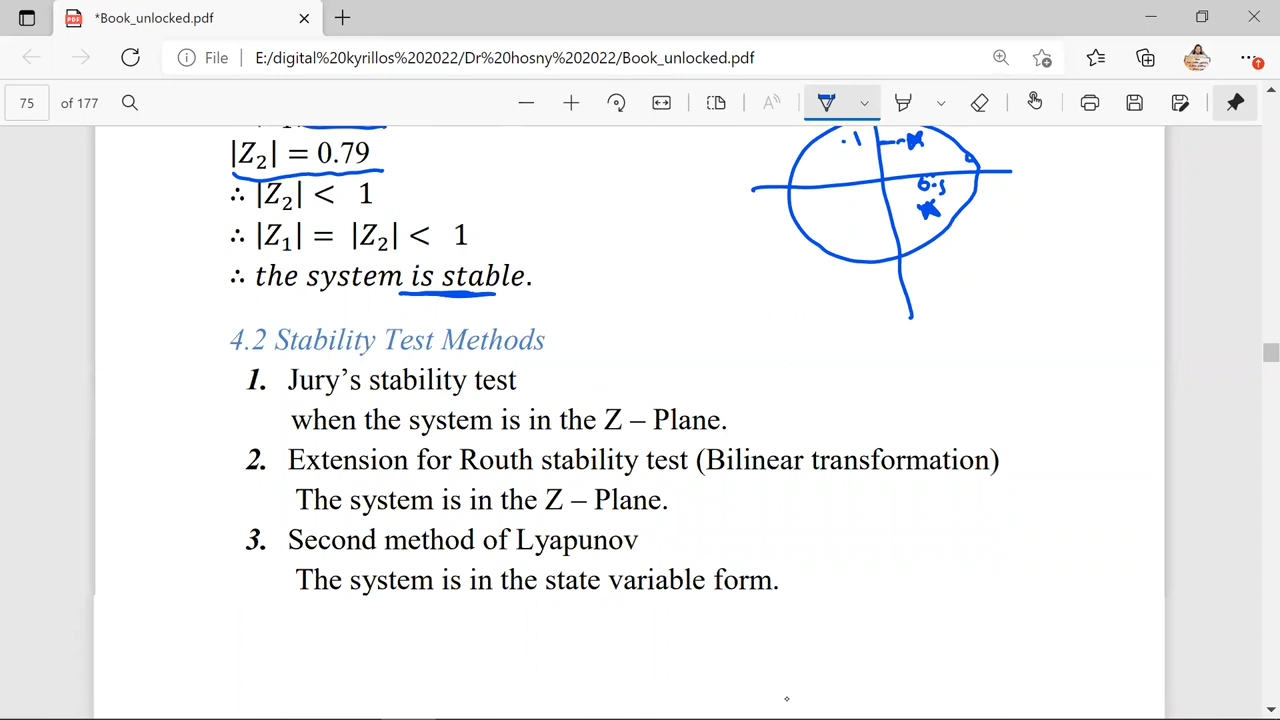 *Book_unlocked.pdf
File E:/digital%20kyrillos%202022/Dr%20hosny%202022/Book_unlocked.pdf
75 of 177
|Z₂| = 0.79
∴ |Z₂| < 1
∴ |Z₁| = |Z₂| < 1
∴ the system is stable.
.1
4.2 Stability Test Methods
1. Jury’s stability test
when the system is in the Z – Plane.
2. Extension for Routh stability test (Bilinear transformation)
The system is in the Z – Plane.
3. Second method of Lyapunov
The system is in the state variable form.